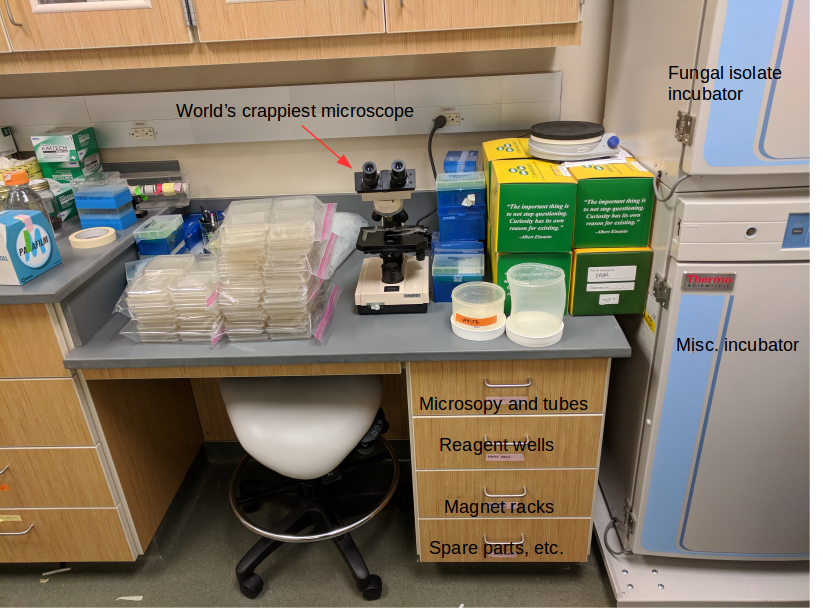 Fungal isolate
incubator
World's crappiest microscope
KIMTECH
PARAFILM
"The important thing is
to not stop questioning.
Curiosity has its own
reason for existing."
–Albert Einstein
"The important thing is
to not stop questioning.
Curiosity has its own
reason for existing."
–Albert Einstein
Thermo
SCIENTIFIC
WASTE
Misc. incubator
Microsopy and tubes
Reagent wells
Magnet racks
Spare parts, etc.